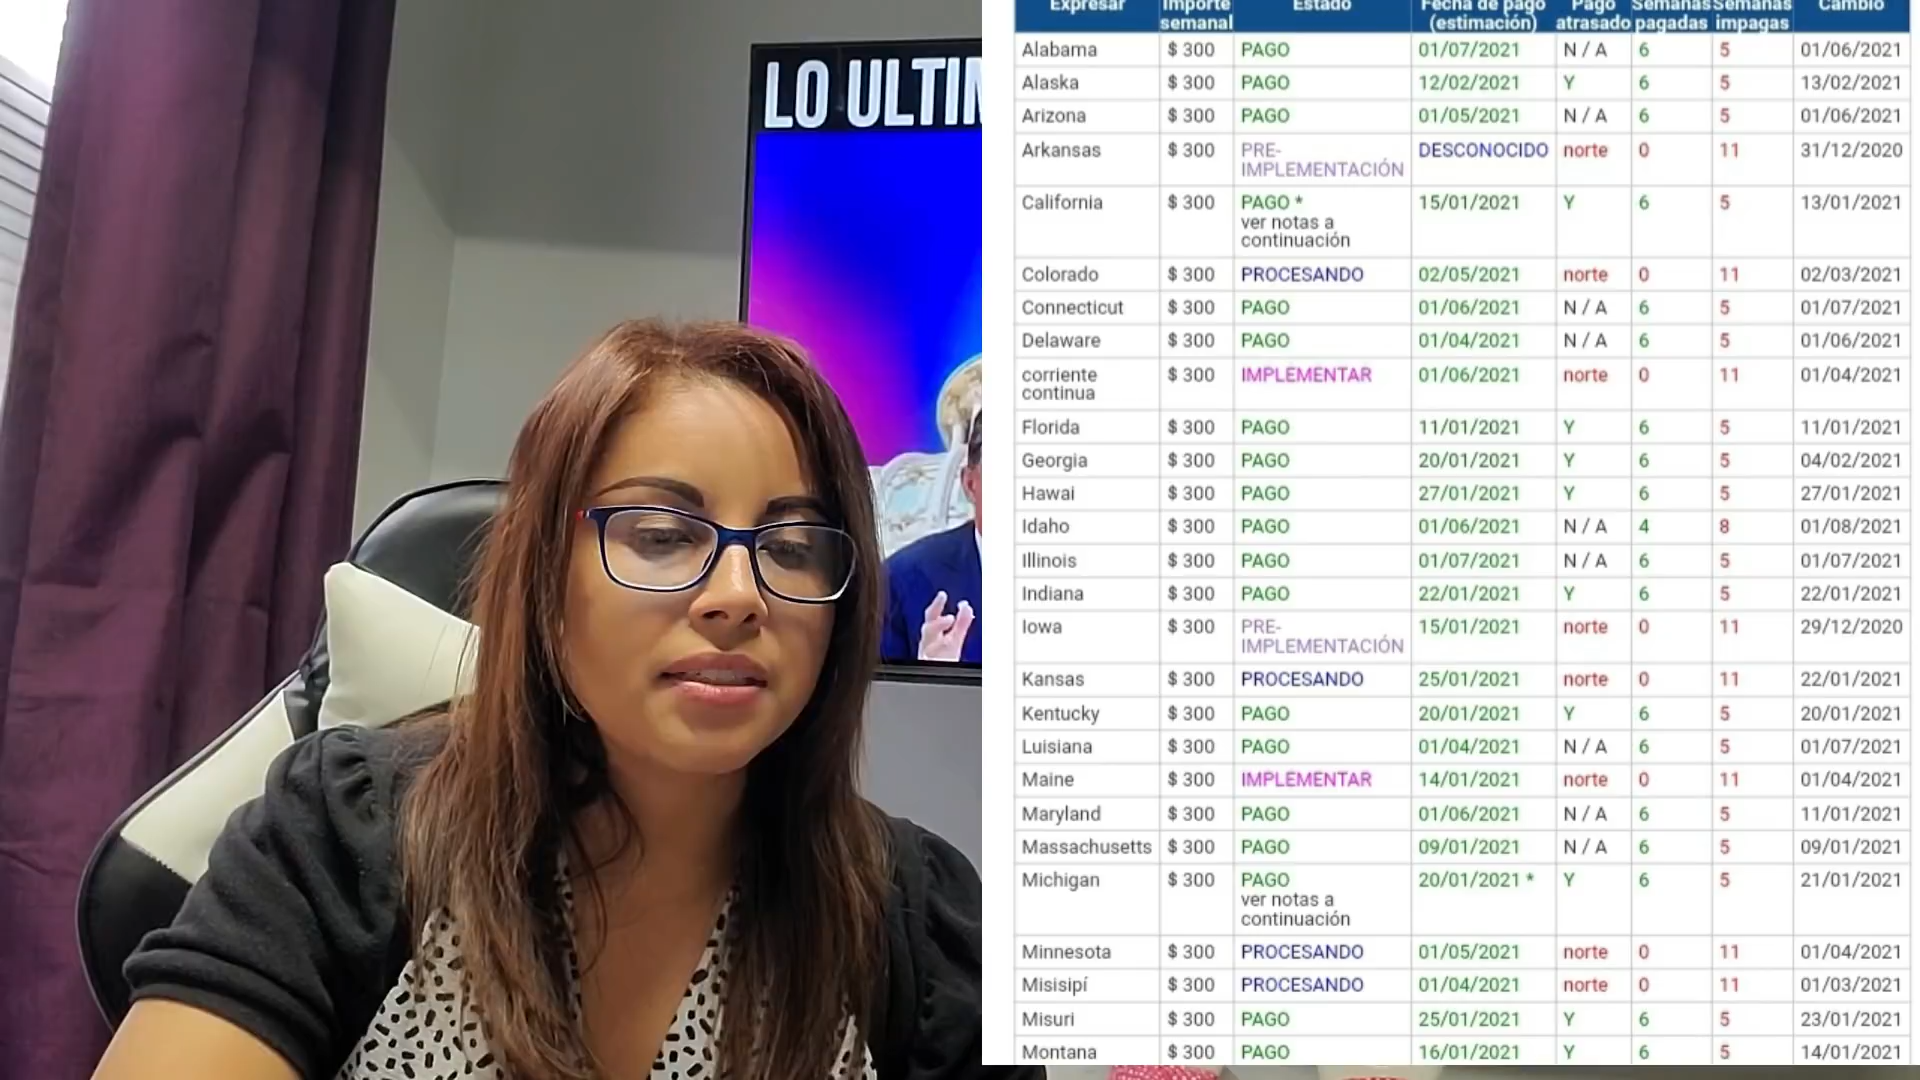 LO ULTIM
Expresar Importe semanal Estado Fecha de pago (estimación) Pago atrasado Semanas pagadas Semanas impagas Cambio
Alabama $ 300 PAGO 01/07/2021 N / A 6 5 01/06/2021
Alaska $ 300 PAGO 12/02/2021 Y 6 5 13/02/2021
Arizona $ 300 PAGO 01/05/2021 N / A 6 5 01/06/2021
Arkansas $ 300 PRE- DESCONOCIDO norte 0 11 31/12/2020
IMPLEMENTACIÓN
California $ 300 PAGO * 15/01/2021 Y 6 5 13/01/2021
ver notas a
continuación
Colorado $ 300 PROCESANDO 02/05/2021 norte 0 11 02/03/2021
Connecticut $ 300 PAGO 01/06/2021 N / A 6 5 01/07/2021
Delaware $ 300 PAGO 01/04/2021 N / A 6 5 01/06/2021
corriente $ 300 IMPLEMENTAR 01/06/2021 norte 0 11 01/04/2021
continua
Florida $ 300 PAGO 11/01/2021 Y 6 5 11/01/2021
Georgia $ 300 PAGO 20/01/2021 Y 6 5 04/02/2021
Hawai $ 300 PAGO 27/01/2021 Y 6 5 27/01/2021
Idaho $ 300 PAGO 01/06/2021 N / A 4 8 01/08/2021
Illinois $ 300 PAGO 01/07/2021 N / A 6 5 01/07/2021
Indiana $ 300 PAGO 22/01/2021 Y 6 5 22/01/2021
Iowa $ 300 PRE- 15/01/2021 norte 0 11 29/12/2020
IMPLEMENTACIÓN
Kansas $ 300 PROCESANDO 25/01/2021 norte 0 11 22/01/2021
Kentucky $ 300 PAGO 20/01/2021 Y 6 5 20/01/2021
Luisiana $ 300 PAGO 01/04/2021 N / A 6 5 01/07/2021
Maine $ 300 IMPLEMENTAR 14/01/2021 norte 0 11 01/04/2021
Maryland $ 300 PAGO 01/06/2021 N / A 6 5 11/01/2021
Massachusetts $ 300 PAGO 09/01/2021 N / A 6 5 09/01/2021
Michigan $ 300 PAGO 20/01/2021 * Y 6 5 21/01/2021
ver notas a
continuación
Minnesota $ 300 PROCESANDO 01/05/2021 norte 0 11 01/04/2021
Misisipí $ 300 PROCESANDO 01/04/2021 norte 0 11 01/03/2021
Misuri $ 300 PAGO 25/01/2021 Y 6 5 23/01/2021
Montana $ 300 PAGO 16/01/2021 Y 6 5 14/01/2021